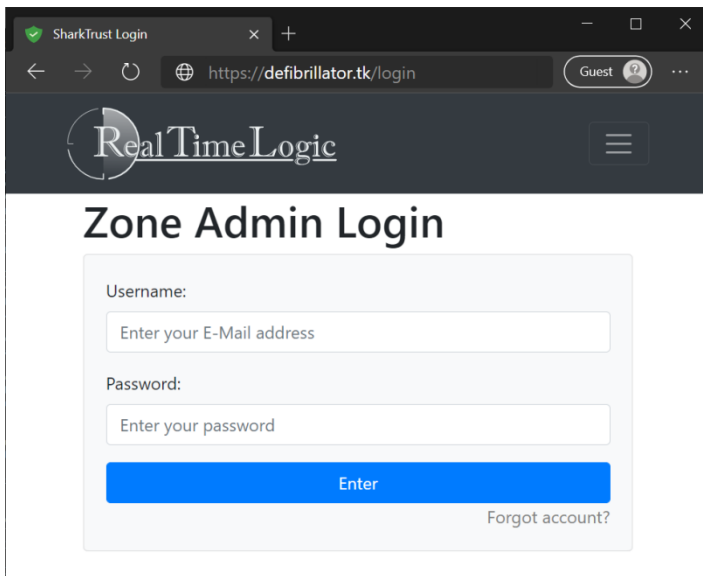 SharkTrust Login
https://defibrillator.tk/login
Guest
RealTimeLogic
Zone Admin Login
Username:
Enter your E-Mail address
Password:
Enter your password
Enter
Forgot account?